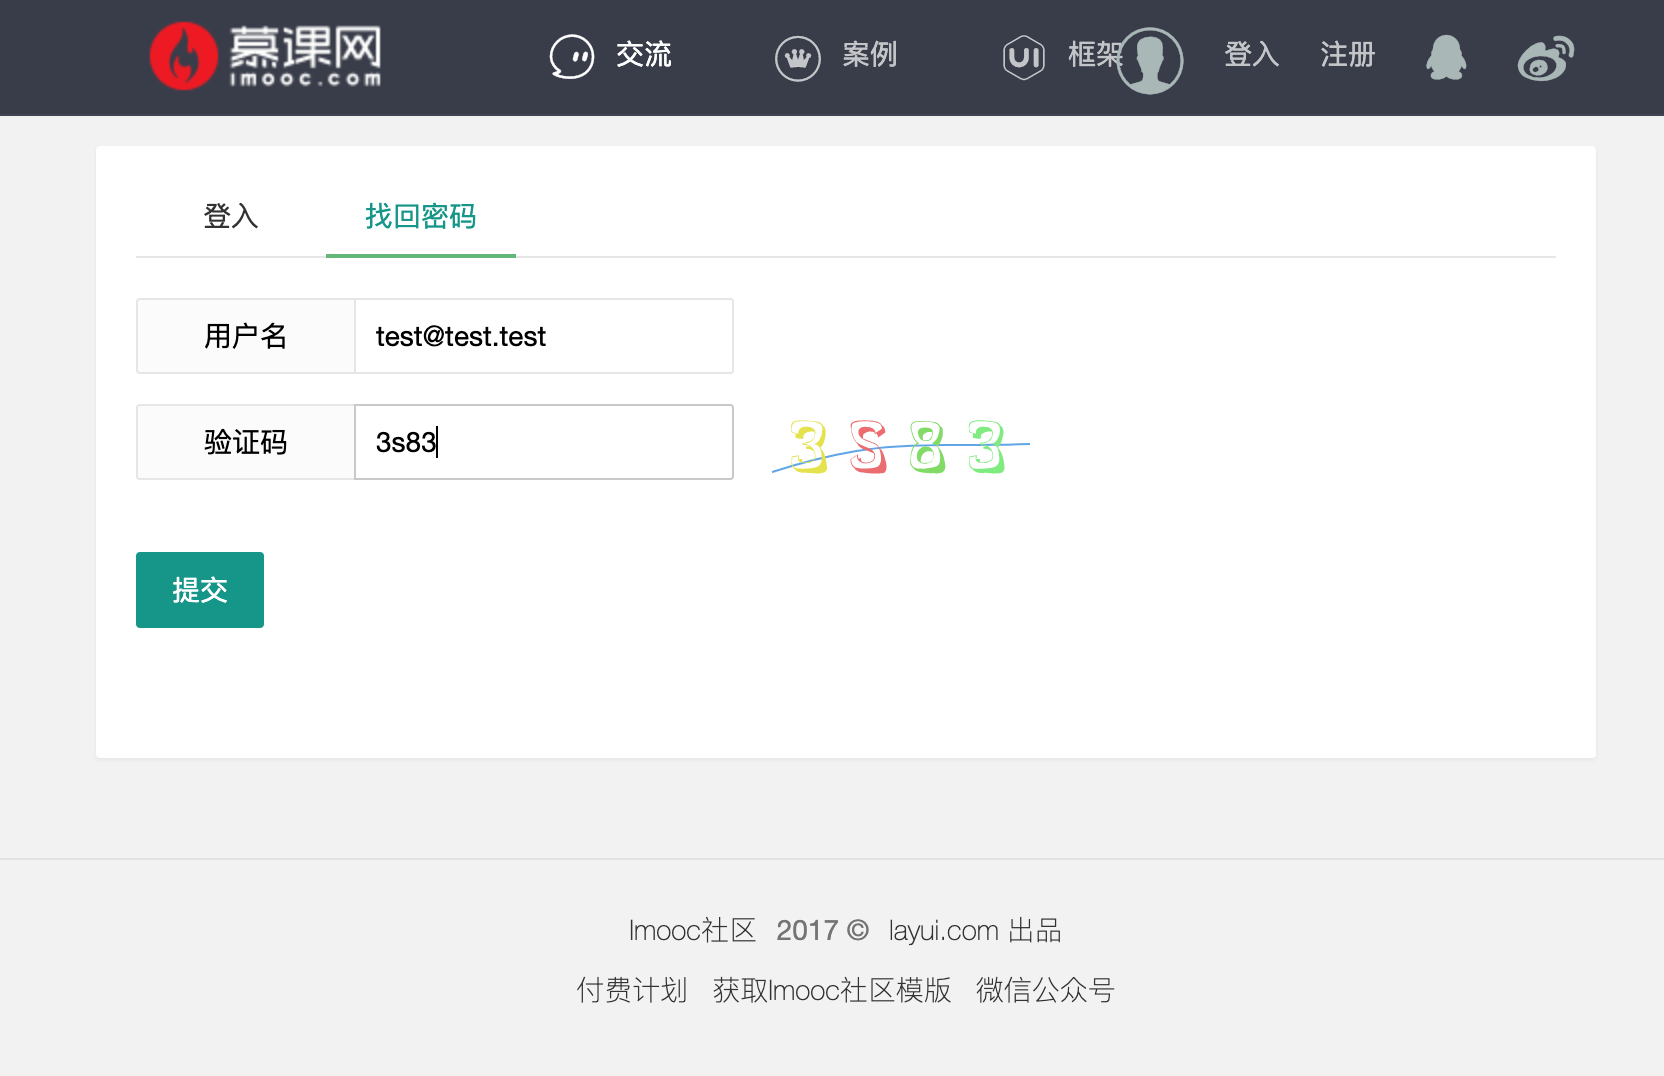 慕课网
imooc.com
交流 案例 UI 框架 登入 注册
登入 找回密码
用户名 test@test.test
验证码 3s83 3S83
提交
Imooc社区 2017 © layui.com 出品
付费计划 获取Imooc社区模版 微信公众号